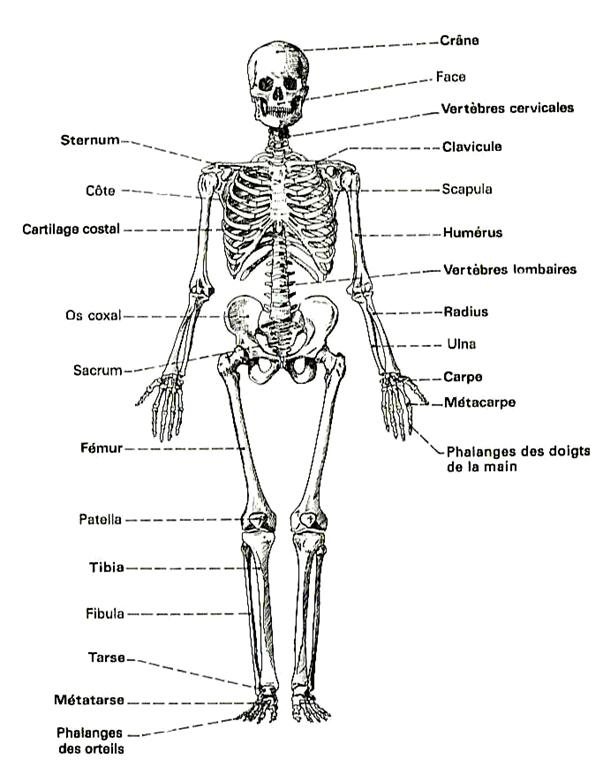 Crâne
Face
Vertèbres cervicales
Sternum
Clavicule
Côte
Scapula
Cartilage costal
Humérus
Vertèbres lombaires
Os coxal
Radius
Ulna
Sacrum
Carpe
Métacarpe
Fémur
Phalanges des doigts
de la main
Patella
Tibia
Fibula
Tarse
Métatarse
Phalanges
des orteils